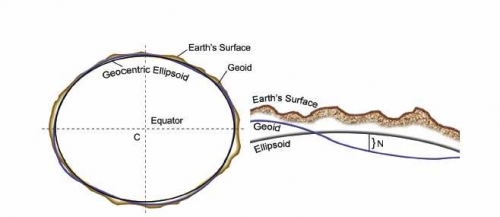 Earth's Surface
Geoid
Geocentric Ellipsoid
Equator
C
Earth's Surface
Geoid
Ellipsoid
N